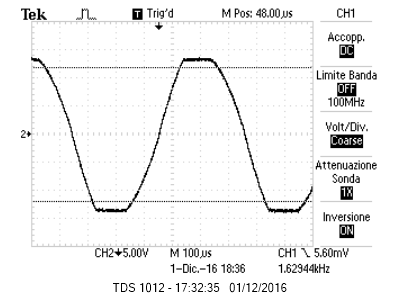 Tek T Trig'd M Pos: 48.00µs CH1
Accopp.
DC
Limite Banda
OFF
100MHz
2
Volt/Div.
Coarse
Attenuazione
Sonda
1X
Inversione
ON
CH2 5.00V M 100µs CH1 5.60mV
1-Dic.-16 18:36 1.62944kHz
TDS 1012 - 17:32:35 01/12/2016